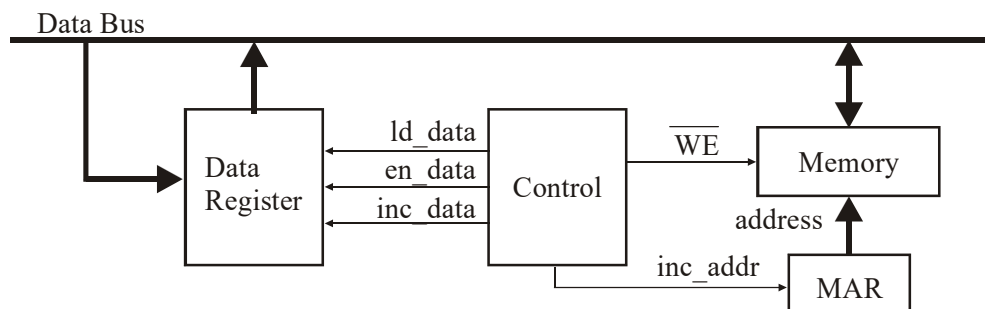 Data Bus
ld_data
en_data
inc_data
Data
Register
Control
WE
Memory
address
inc_addr
MAR